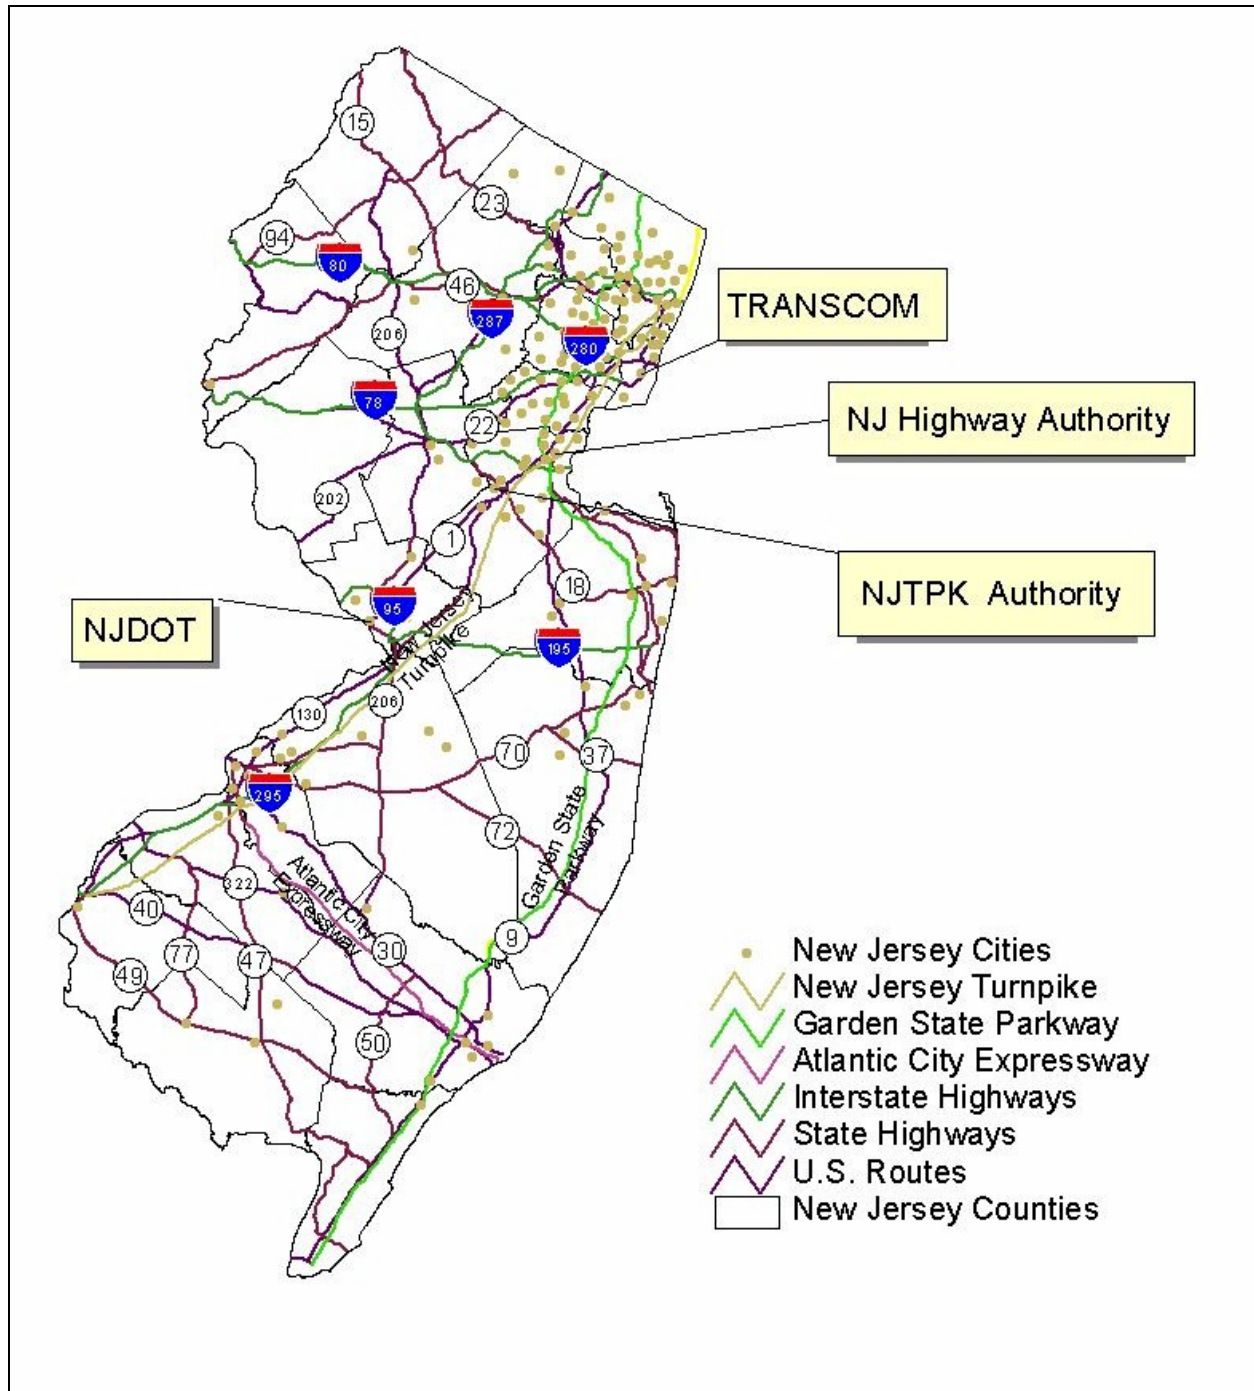 15
23
94
80
46
TRANSCOM
287
206
280
78
NJ Highway Authority
22
202
1
NJTPK Authority
18
95
NJDOT
New Jersey
Turnpike
195
206
130
70
37
295
72
Garden State
Parkway
Atlantic City
Expressway
322
40
9
30
77
47
49
50
New Jersey Cities
New Jersey Turnpike
Garden State Parkway
Atlantic City Expressway
Interstate Highways
State Highways
U.S. Routes
New Jersey Counties